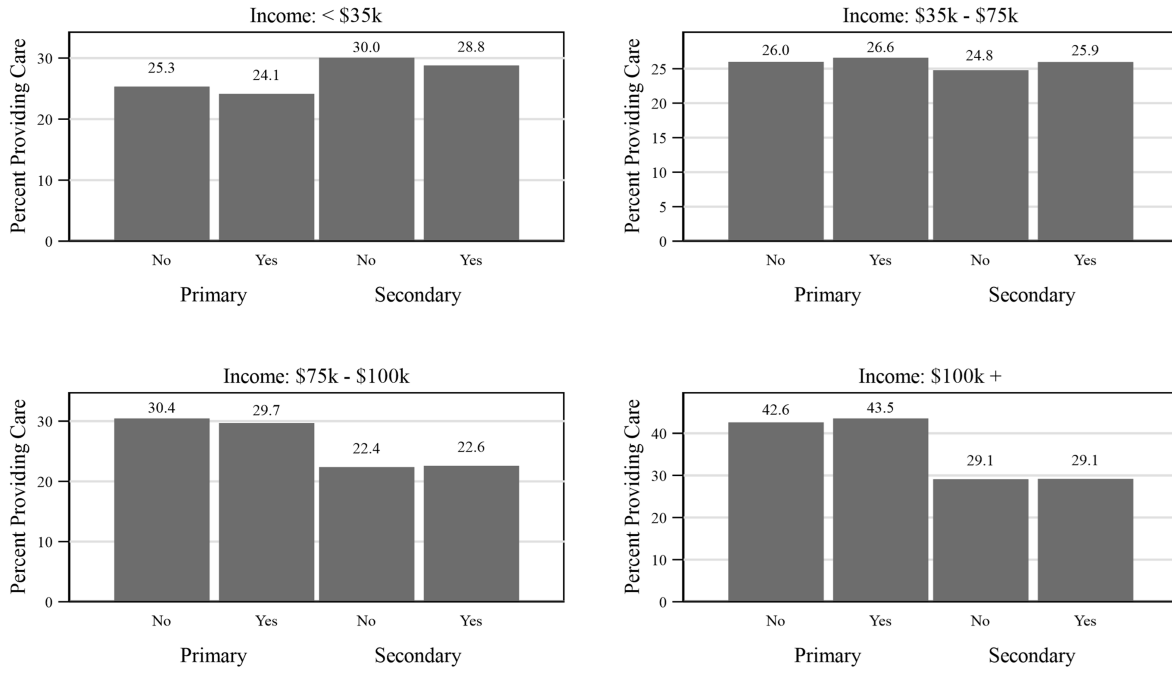 Income: < $35k
Percent Providing Care
30
20
10
0
25.3
24.1
30.0
28.8
No
Yes
No
Yes
Primary
Secondary
Income: $35k - $75k
Percent Providing Care
25
20
15
10
5
0
26.0
26.6
24.8
25.9
No
Yes
No
Yes
Primary
Secondary
Income: $75k - $100k
Percent Providing Care
30
20
10
0
30.4
29.7
22.4
22.6
No
Yes
No
Yes
Primary
Secondary
Income: $100k +
Percent Providing Care
40
30
20
10
0
42.6
43.5
29.1
29.1
No
Yes
No
Yes
Primary
Secondary